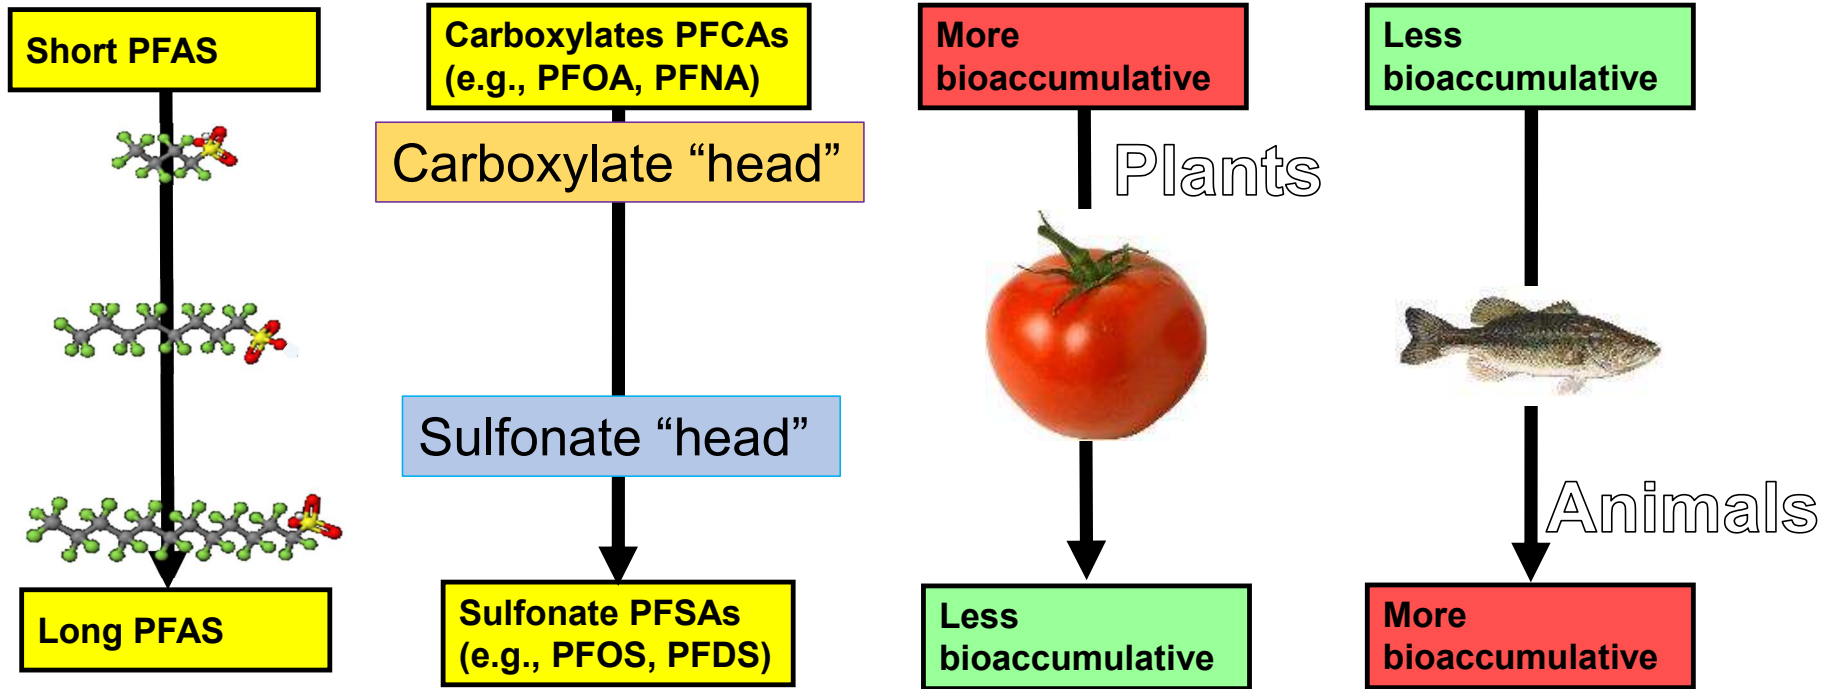 Short PFAS
Carboxylates PFCAs
(e.g., PFOA, PFNA)
More
bioaccumulative
Less
bioaccumulative
Carboxylate “head”
Plants
Sulfonate “head”
Animals
Long PFAS
Sulfonate PFSAs
(e.g., PFOS, PFDS)
Less
bioaccumulative
More
bioaccumulative